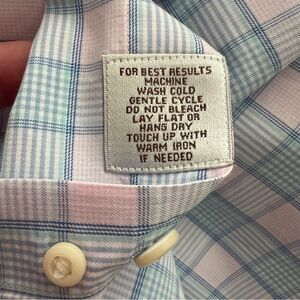 FOR BEST RESULTS
MACHINE
WASH COLD
GENTLE CYCLE
DO NOT BLEACH
LAY FLAT OR
HANG DRY
TOUCH UP WITH
WARM IRON
IF NEEDED